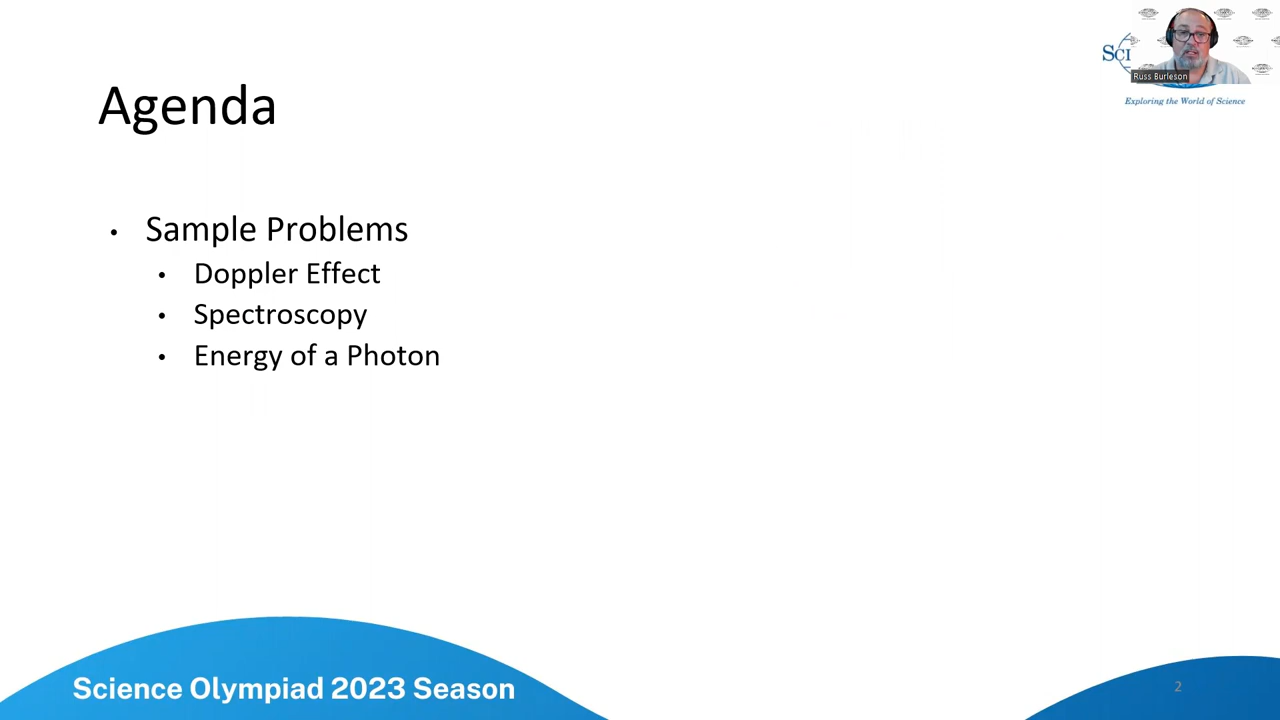 Agenda
Sci
Russ Burleson
Exploring the World of Science
• Sample Problems
• Doppler Effect
• Spectroscopy
• Energy of a Photon
Science Olympiad 2023 Season
2